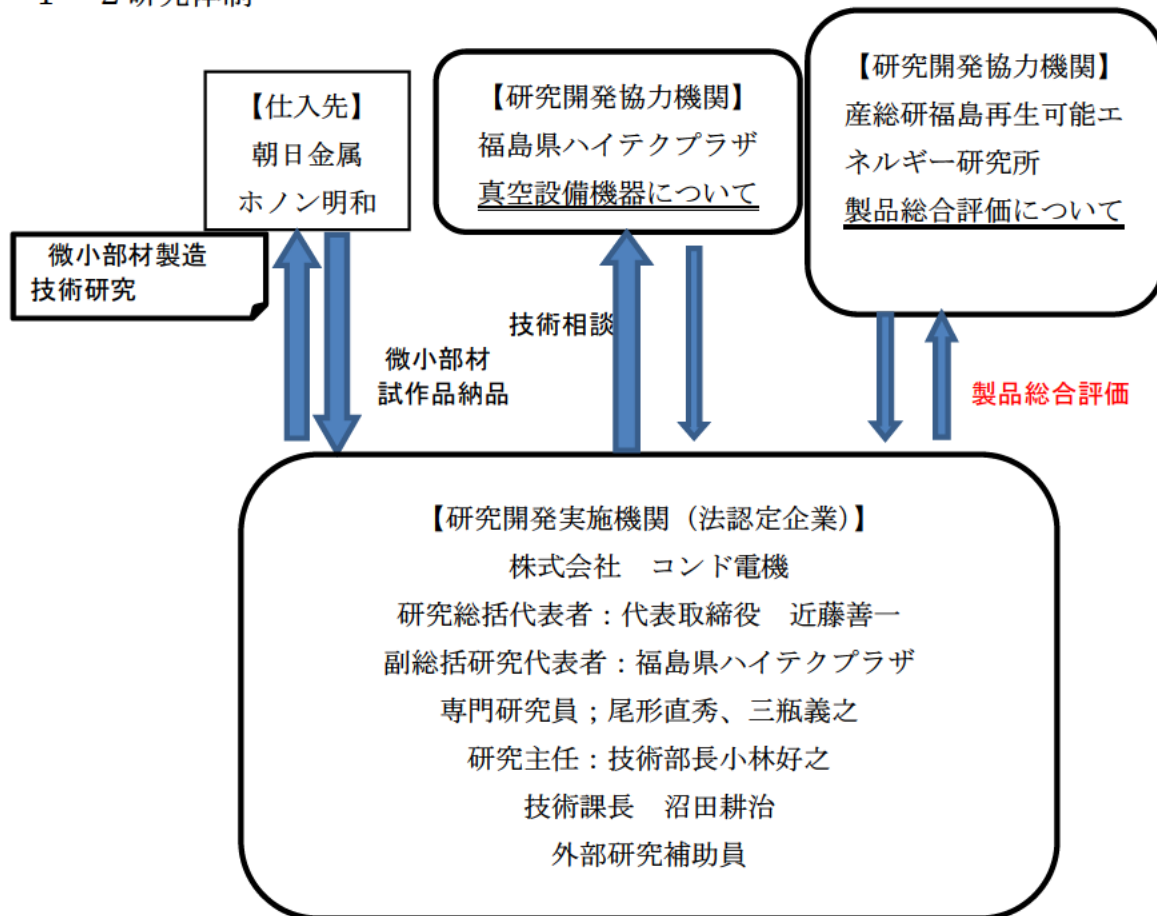 1－2研究体制
【仕入先】
朝日金属
ホノン明和
【研究開発協力機関】
福島県ハイテクプラザ
真空設備機器について
【研究開発協力機関】
産総研福島再生可能エ
ネルギー研究所
製品総合評価について
微小部材製造
技術研究
微小部材
試作品納品
技術相談
製品総合評価
【研究開発実施機関（法認定企業）】
株式会社　コンド電機
研究総括代表者：代表取締役　近藤善一
副総括研究代表者：福島県ハイテクプラザ
専門研究員；尾形直秀、三瓶義之
研究主任：技術部長小林好之
技術課長　沼田耕治
外部研究補助員